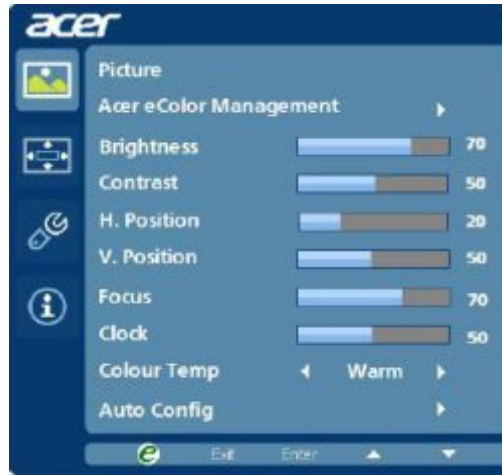 acer
Picture
Acer eColor Management
Brightness 70
Contrast 50
H. Position 20
V. Position 50
Focus 70
Clock 50
Colour Temp Warm
Auto Config
e Exit Enter